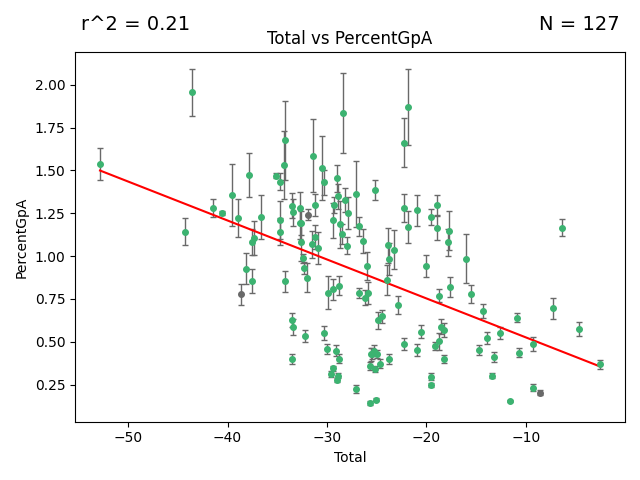 r^2 = 0.21
N = 127
Total vs PercentGpA
PercentGpA
2.00
1.75
1.50
1.25
1.00
0.75
0.50
0.25
−50
−40
−30
−20
−10
Total